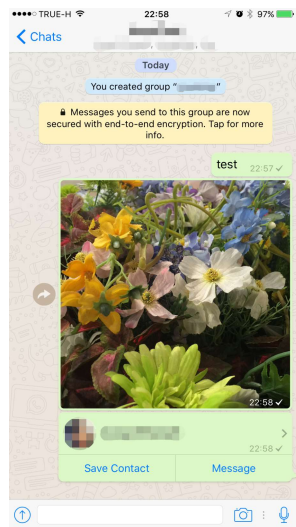 TRUE-H 22:58 97%
Chats
Today
You created group "
"
Messages you send to this group are now
secured with end-to-end encryption. Tap for more
info.
test 22:57
22:58
22:58
Save Contact Message